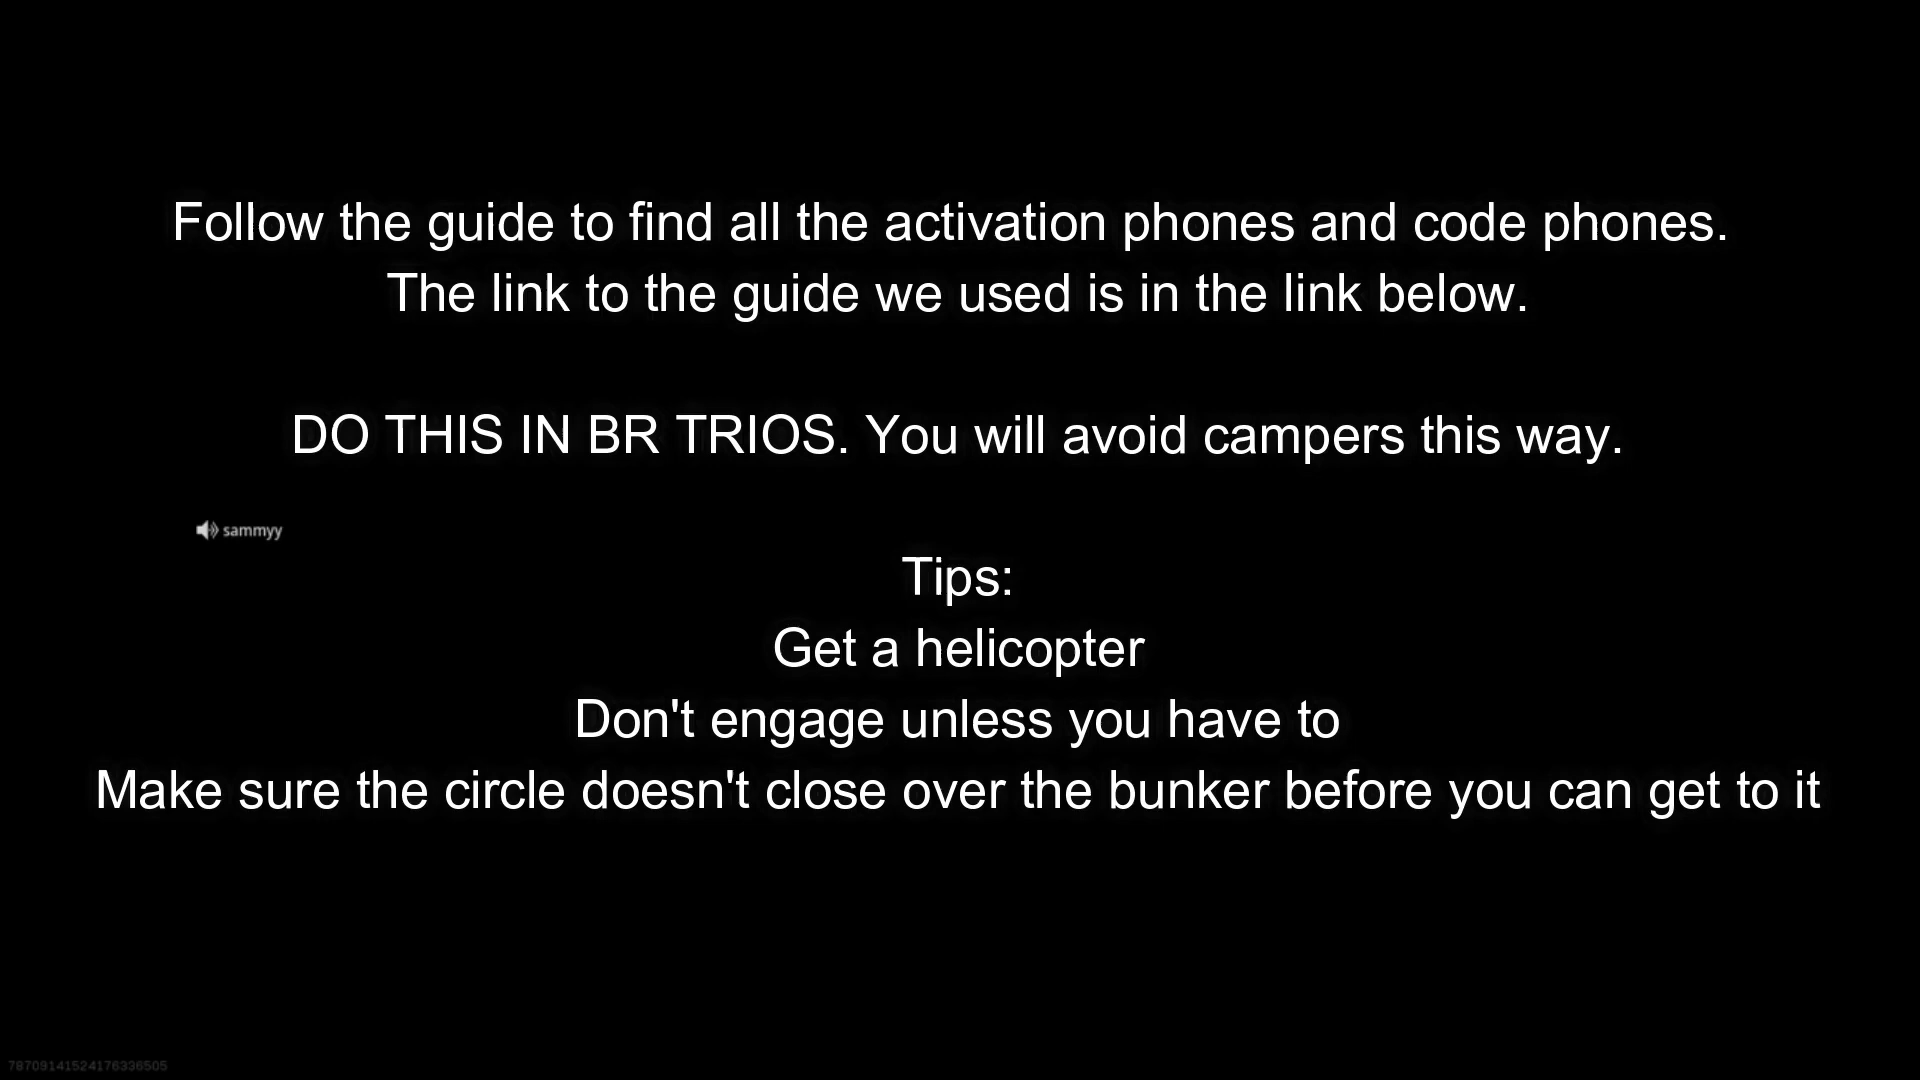 Follow the guide to find all the activation phones and code phones.
The link to the guide we used is in the link below.
DO THIS IN BR TRIOS. You will avoid campers this way.
sammyy
Tips:
Get a helicopter
Don't engage unless you have to
Make sure the circle doesn't close over the bunker before you can get to it
78709141524176336505